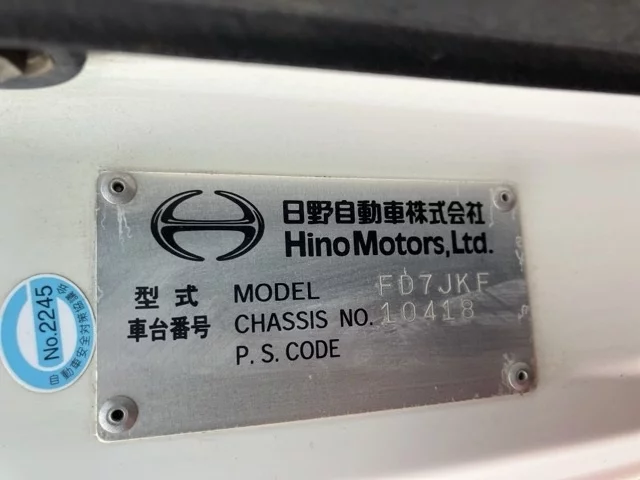 日野自動車株式会社
Hino Motors, Ltd.
型式 MODEL FD7JKF
車台番号 CHASSIS NO. 10418
P. S. CODE
No.2245